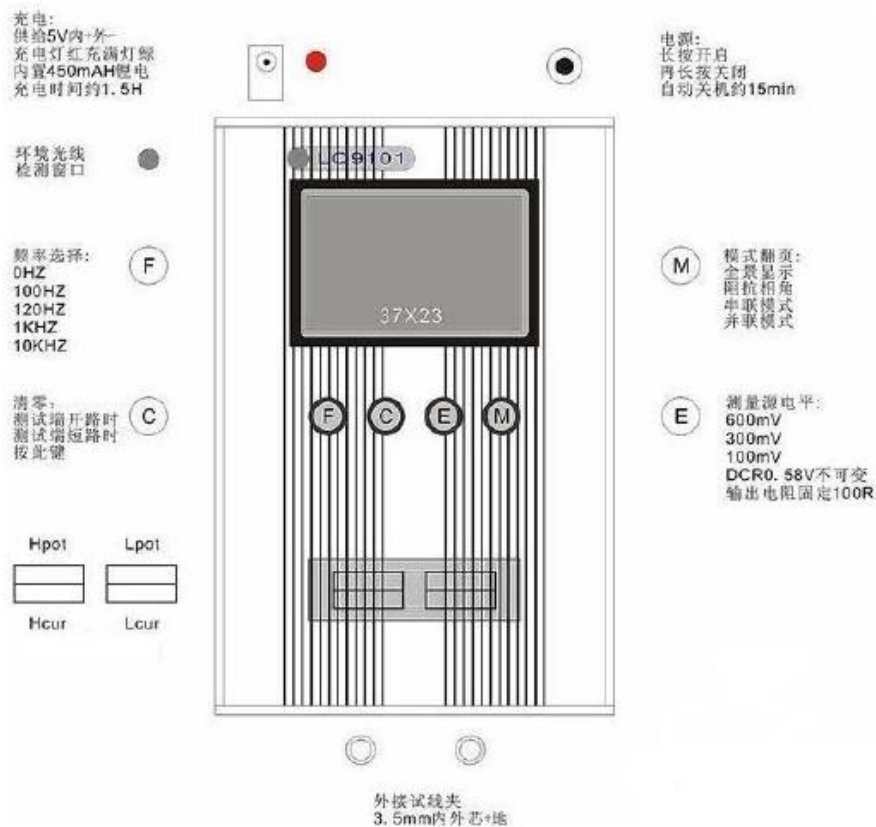 充电:
供给5V内+外-
充电灯红充满灯绿
内置450mAH锂电
充电时间约1.5H
电源:
长按开启
再长按关闭
自动关机约15min
环境光线
检测窗口
LC9101
频率选择:
0HZ
100HZ
120HZ
1KHZ
10KHZ
F
M
模式翻页:
全景显示
阻抗相角
串联模式
并联模式
37X23
清零:
测试端开路时
测试端短路时
按此键
C
F
C
E
M
E
测量源电平:
600mV
300mV
100mV
DCR0.58V不可变
输出电阻固定100R
Hpot
Lpot
Hcur
Lcur
外接试线夹
3.5mm内外芯+地